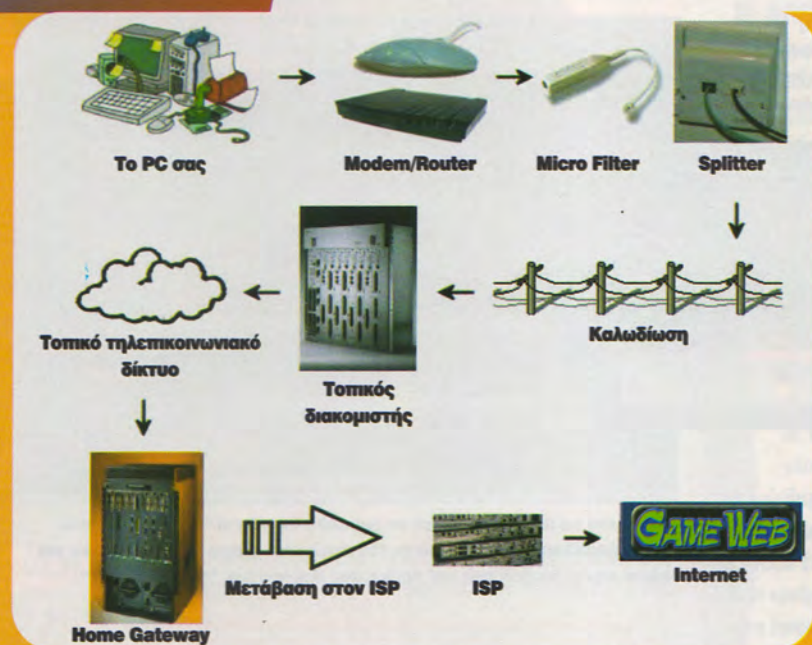 Το PC σας
Modem/Router
Micro Filter
Splitter
Καλωδίωση
Τοπικός
διακομιστής
Τοπικό τηλεπικοινωνιακό
δίκτυο
Home Gateway
Μετάβαση στον ISP
ISP
GAME WEB
Internet